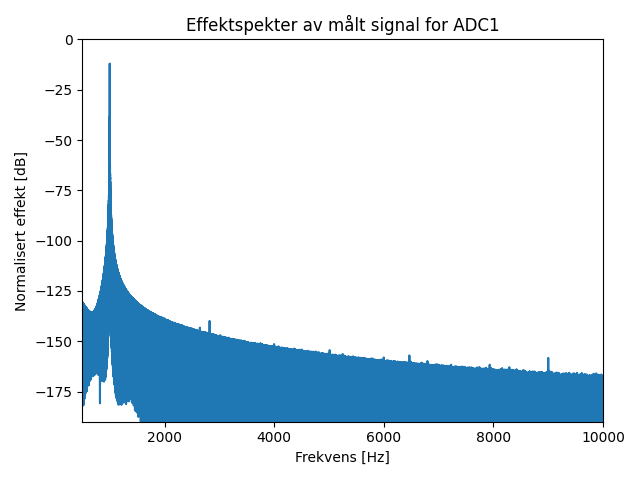 Effektspekter av målt signal for ADC1
0
−25
−50
−75
−100
−125
−150
−175
Normalisert effekt [dB]
2000 4000 6000 8000 10000
Frekvens [Hz]